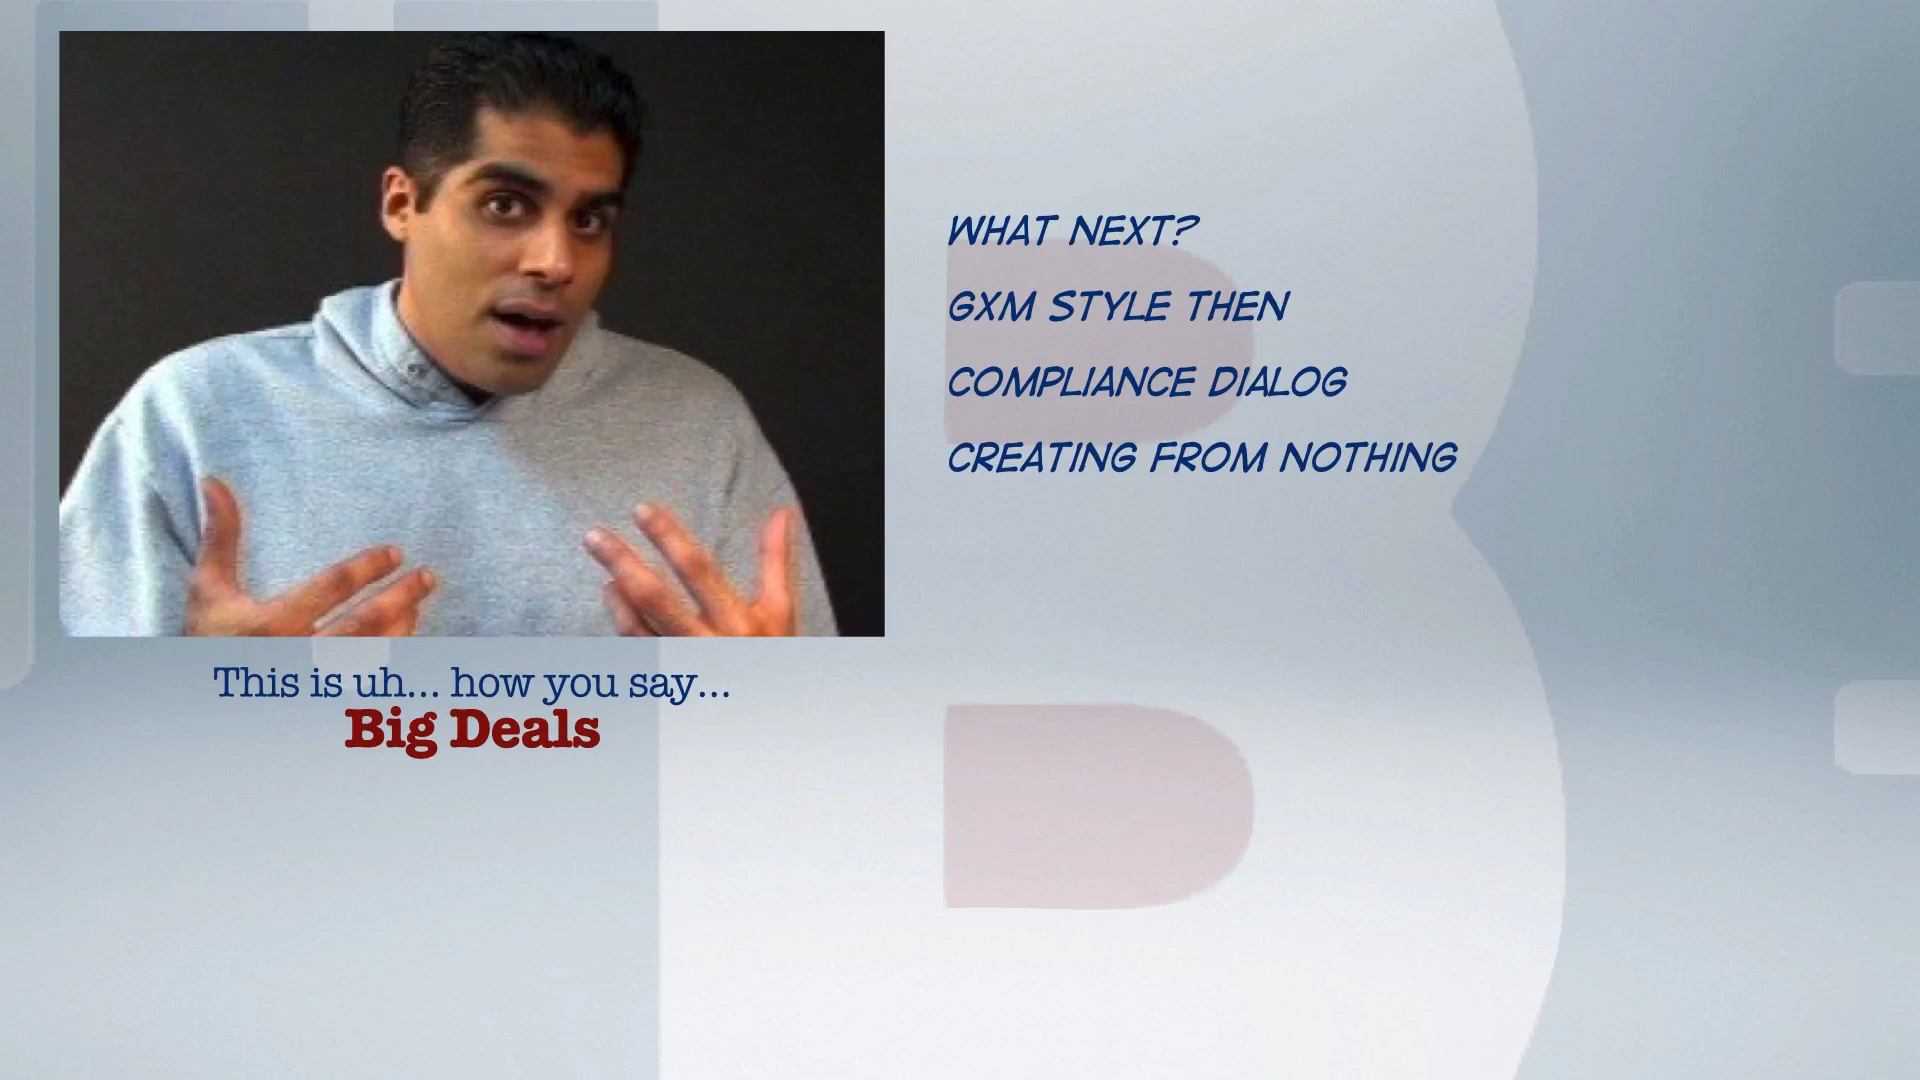 WHAT NEXT?
GXM STYLE THEN
COMPLIANCE DIALOG
CREATING FROM NOTHING
This is uh... how you say...
Big Deals